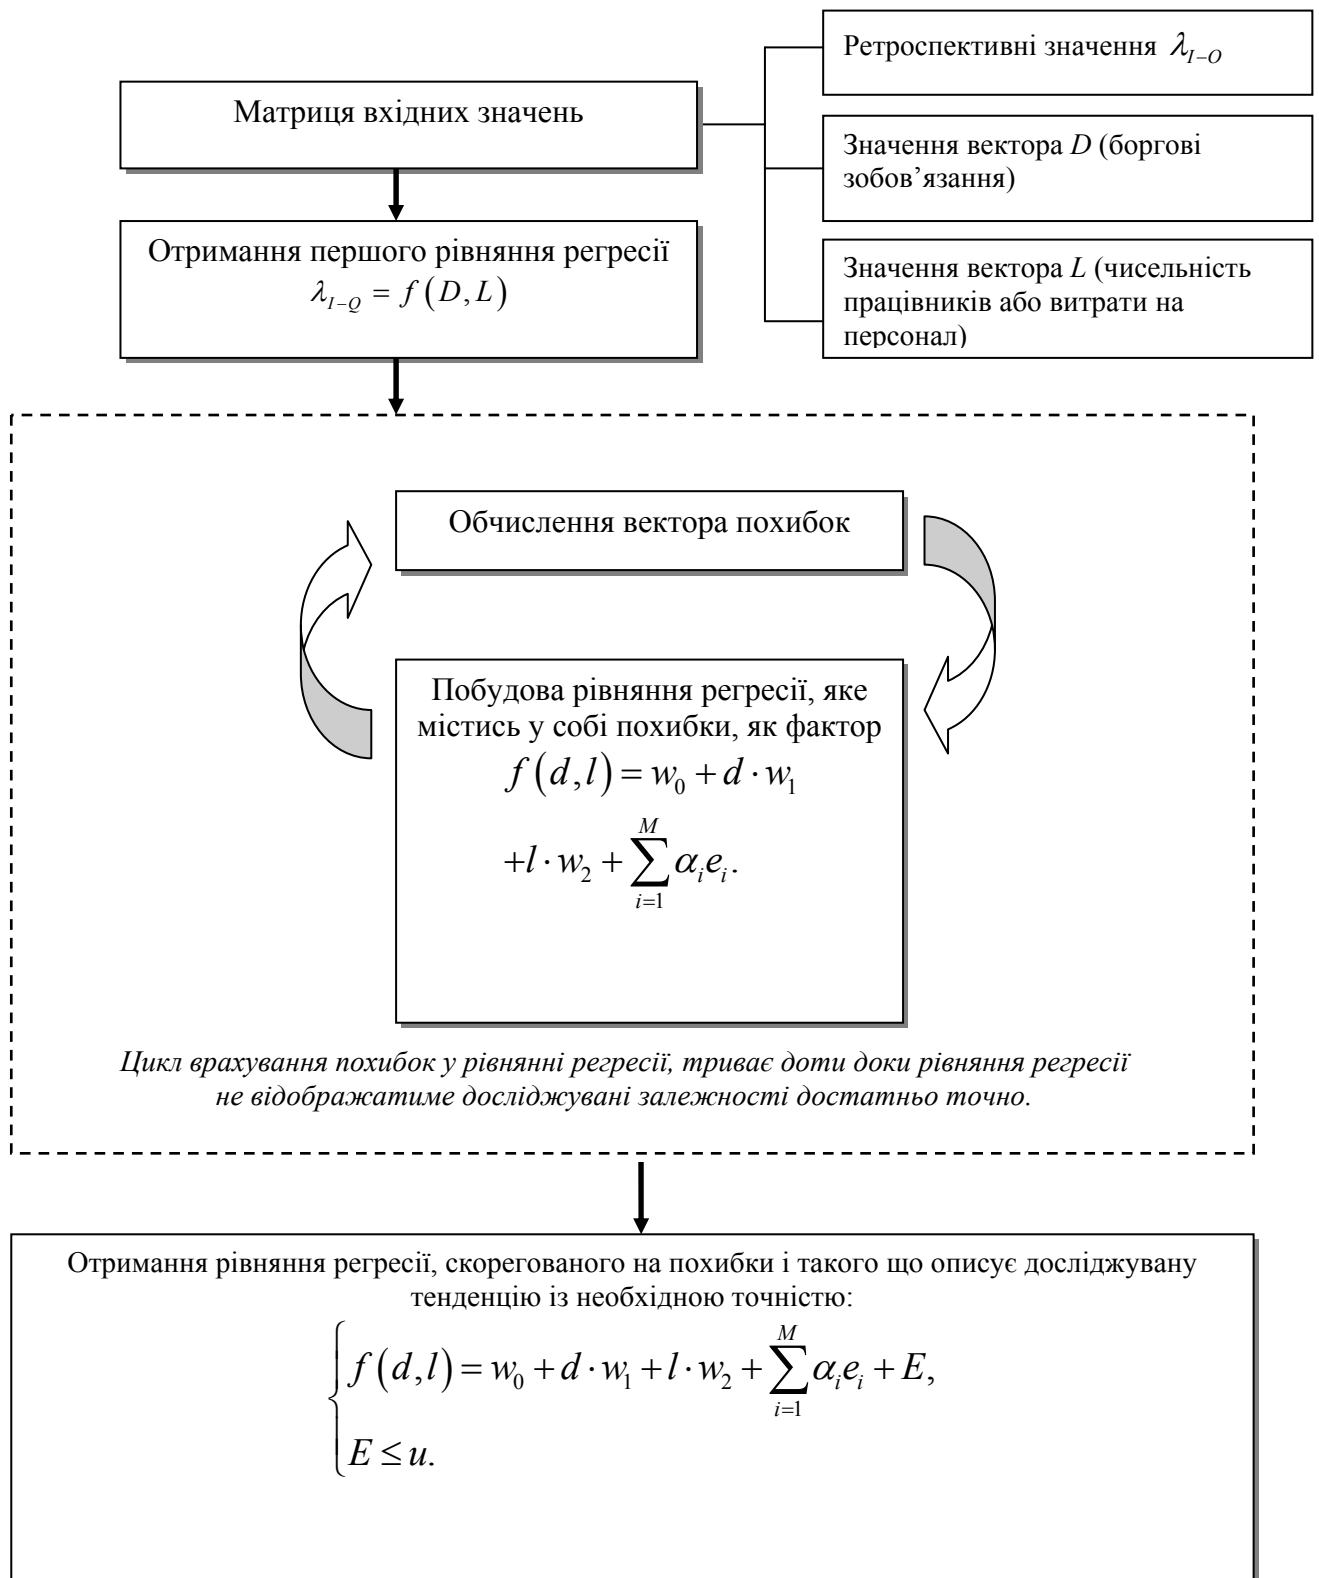 Матриця вхідних значень
Ретроспективні значення λ_{I−O}
Значення вектора D (боргові
зобов’язання)
Значення вектора L (чисельність
працівників або витрати на
персонал)
Отримання першого рівняння регресії
λ_{I−Q} = f(D, L)
Обчислення вектора похибок
Побудова рівняння регресії, яке
містись у собі похибки, як фактор
f(d,l) = w_0 + d · w_1
+l · w_2 + \sum_{i=1}^{M} α_i e_i.
Цикл врахування похибок у рівнянні регресії, триває доти доки рівняння регресії
не відображатиме досліджувані залежності достатньо точно.
Отримання рівняння регресії, скорегованого на похибки і такого що описує досліджувану
тенденцію із необхідною точністю:
f(d,l) = w_0 + d · w_1 + l · w_2 + \sum_{i=1}^{M} α_i e_i + E,
E ≤ u.